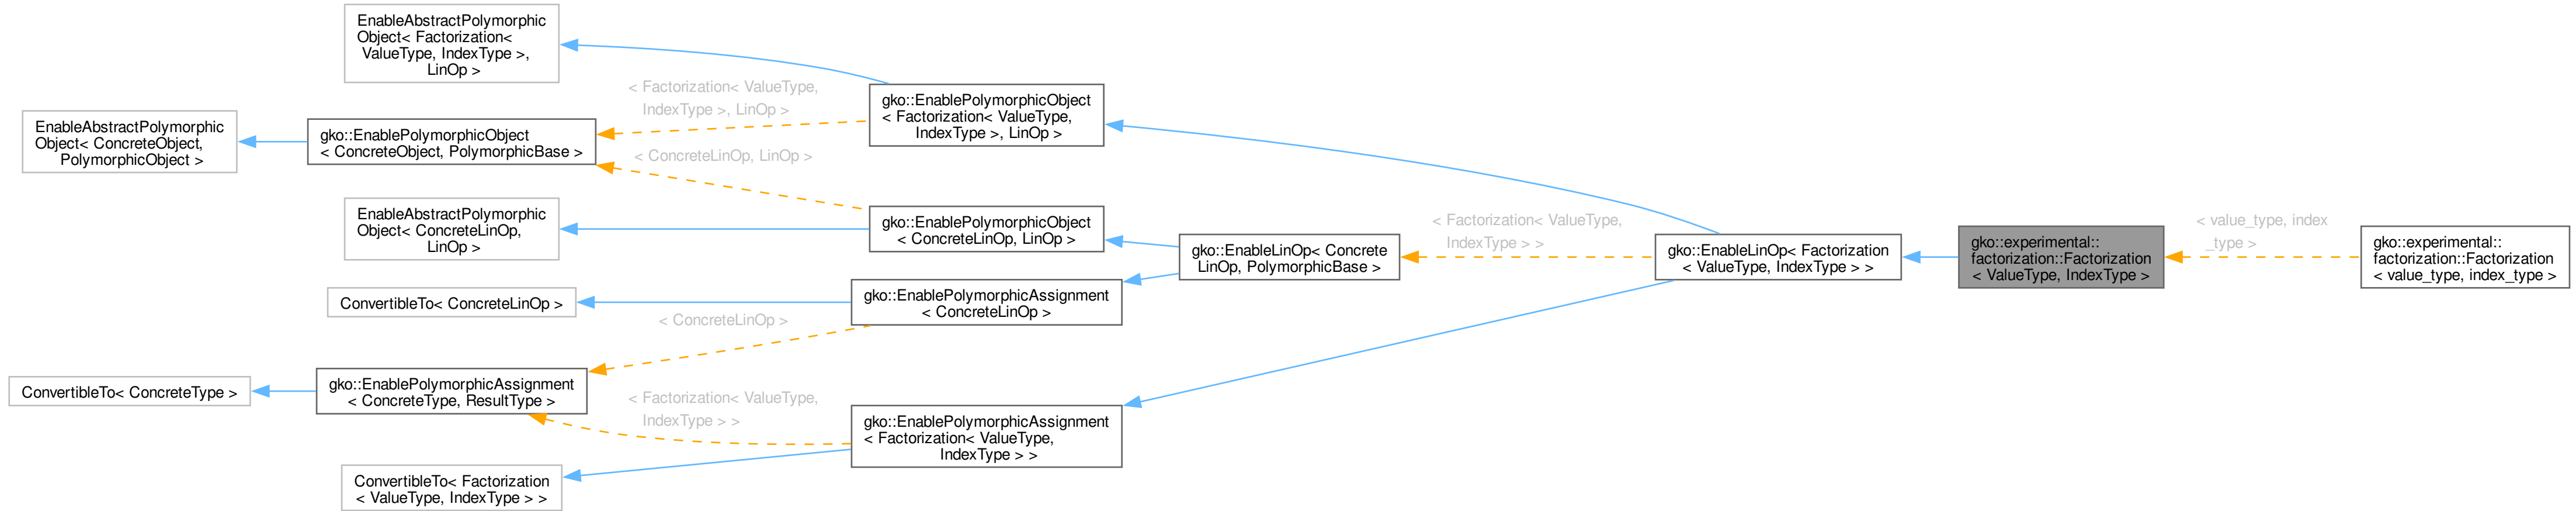 EnableAbstractPolymorphic
Object< Factorization<
ValueType, IndexType >,
LinOp >
EnableAbstractPolymorphic
Object< ConcreteObject,
PolymorphicObject >
gko::EnablePolymorphicObject
< ConcreteObject, PolymorphicBase >
< Factorization< ValueType,
IndexType >, LinOp >
< ConcreteLinOp, LinOp >
gko::EnablePolymorphicObject
< Factorization< ValueType,
IndexType >, LinOp >
EnableAbstractPolymorphic
Object< ConcreteLinOp,
LinOp >
gko::EnablePolymorphicObject
< ConcreteLinOp, LinOp >
ConvertibleTo< ConcreteLinOp >
gko::EnablePolymorphicAssignment
< ConcreteLinOp >
< ConcreteLinOp >
gko::EnableLinOp< Concrete
LinOp, PolymorphicBase >
< Factorization< ValueType,
IndexType > >
gko::EnableLinOp< Factorization
< ValueType, IndexType > >
gko::experimental::
factorization::Factorization
< ValueType, IndexType >
< value_type, index
_type >
gko::experimental::
factorization::Factorization
< value_type, index_type >
ConvertibleTo< ConcreteType >
gko::EnablePolymorphicAssignment
< ConcreteType, ResultType >
< Factorization< ValueType,
IndexType > >
gko::EnablePolymorphicAssignment
< Factorization< ValueType,
IndexType > >
ConvertibleTo< Factorization
< ValueType, IndexType > >